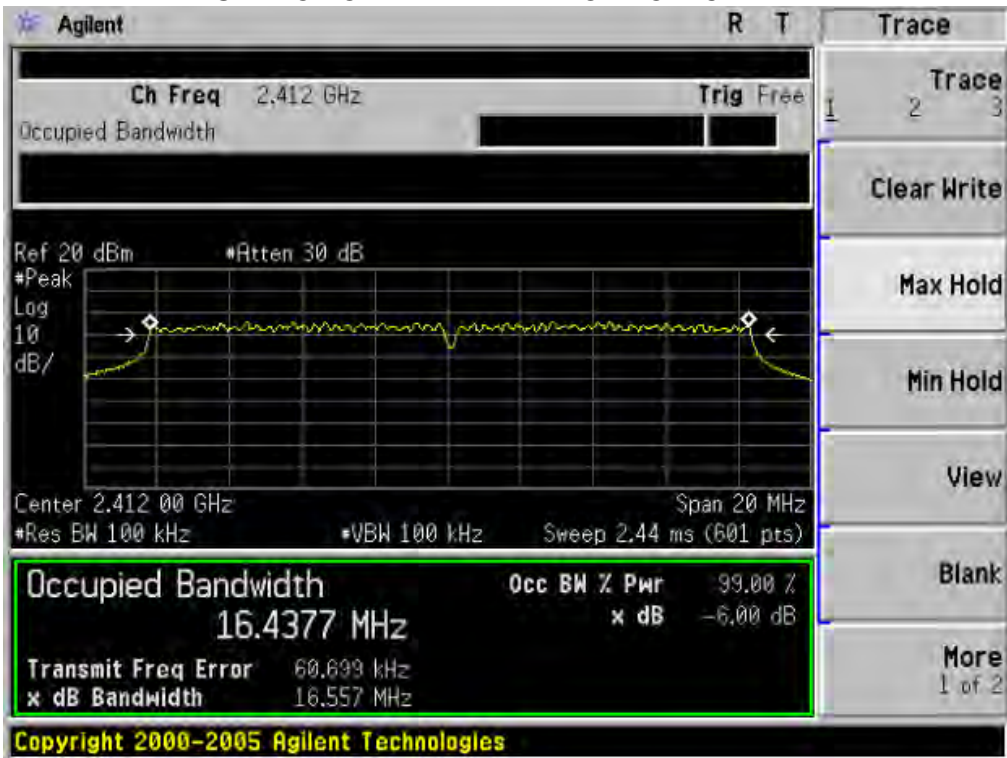 Agilent R T
Trace
Ch Freq 2.412 GHz Trig Free
Occupied Bandwidth
Trace
1 2 3
Clear Write
Max Hold
Min Hold
View
Blank
More
1 of 2
Ref 20 dBm #Atten 30 dB
#Peak
Log
10
dB/
Center 2.412 00 GHz Span 20 MHz
#Res BW 100 kHz #VBW 100 kHz Sweep 2.44 ms (601 pts)
Occupied Bandwidth Occ BW % Pwr 99.00 %
16.4377 MHz x dB -6.00 dB
Transmit Freq Error 60.699 kHz
x dB Bandwidth 16.557 MHz
Copyright 2000-2005 Agilent Technologies